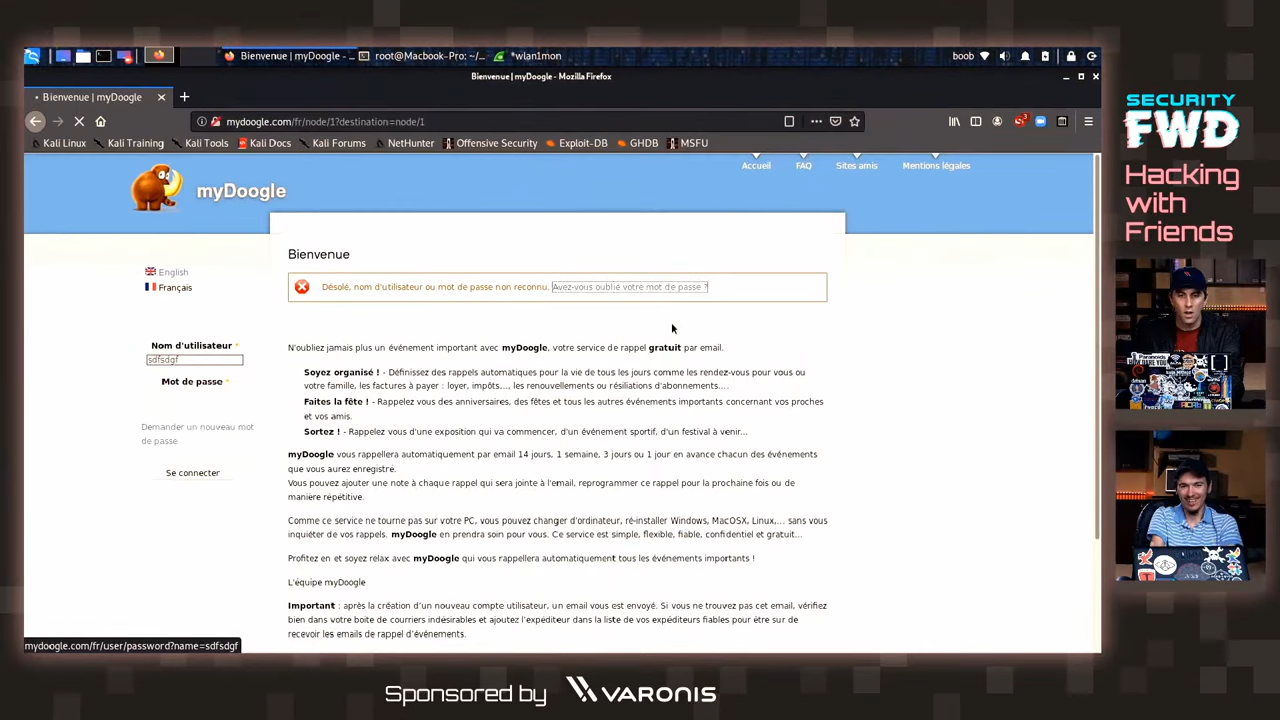 Bienvenue | myDoogle - ...
root@Macbook-Pro: ~/...
*wlan1mon
boob
Bienvenue | myDoogle - Mozilla Firefox
Bienvenue | myDoogle
mydoogle.com/fr/node/1?destination=node/1
Kali Linux
Kali Training
Kali Tools
Kali Docs
Kali Forums
NetHunter
Offensive Security
Exploit-DB
GHDB
MSFU
myDoogle
Accueil
FAQ
Sites amis
Mentions légales
English
Français
Nom d'utilisateur *
sdfsdgf
Mot de passe *
Demander un nouveau mot
de passe
Se connecter
Bienvenue
Désolé, nom d'utilisateur ou mot de passe non reconnu. Avez-vous oublié votre mot de passe ?
N'oubliez jamais plus un événement important avec myDoogle, votre service de rappel gratuit par email.
Soyez organisé ! - Définissez des rappels automatiques pour la vie de tous les jours comme les rendez-vous pour vous ou
votre famille, les factures à payer : loyer, impôts..., les renouvellements ou résiliations d'abonnements....
Faites la fête ! - Rappelez vous des anniversaires, des fêtes et tous les autres événements importants concernant vos proches
et vos amis.
Sortez ! - Rappelez vous d'une exposition qui va commencer, d'un événement sportif, d'un festival à venir...
myDoogle vous rappellera automatiquement par email 14 jours, 1 semaine, 3 jours ou 1 jour en avance chacun des événements
que vous aurez enregistré.
Vous pouvez ajouter une note à chaque rappel qui sera jointe à l'email, reprogrammer ce rappel pour la prochaine fois ou de
manière répétitive.
Comme ce service ne tourne pas sur votre PC, vous pouvez changer d'ordinateur, ré-installer Windows, MacOSX, Linux,... sans vous
inquiéter de vos rappels. myDoogle en prendra soin pour vous. Ce service est simple, flexible, fiable, confidentiel et gratuit...
Profitez en et soyez relax avec myDoogle qui vous rappellera automatiquement tous les événements importants !
L'équipe myDoogle
Important : après la création d'un nouveau compte utilisateur, un email vous est envoyé. Si vous ne trouvez pas cet email, vérifiez
bien dans votre boite de courriers indésirables et ajoutez l'expéditeur dans la liste de vos expéditeurs fiables pour être sur de
recevoir les emails de rappel d'événements.
mydoogle.com/fr/user/password?name=sdfsdgf
SECURITY
FWD
Hacking
with
Friends
Sponsored by VARONIS